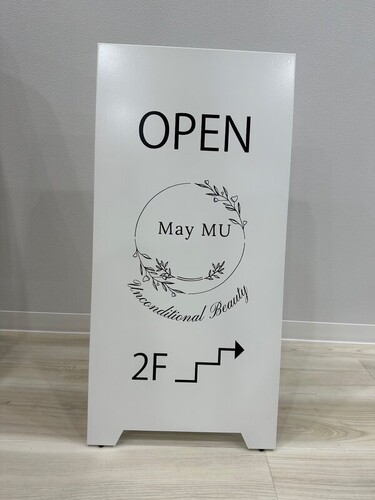 OPEN
May MU
Unconditional Beauty
2F